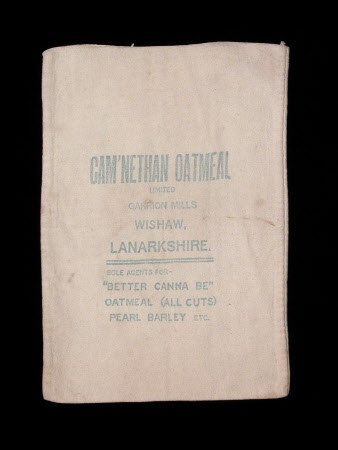 CAM'NETHAN OATMEAL
LIMITED
GARRION MILLS
WISHAW,
LANARKSHIRE.
SOLE AGENTS FOR-
"BETTER CANNA BE"
OATMEAL (ALL CUTS)
PEARL BARLEY ETC.